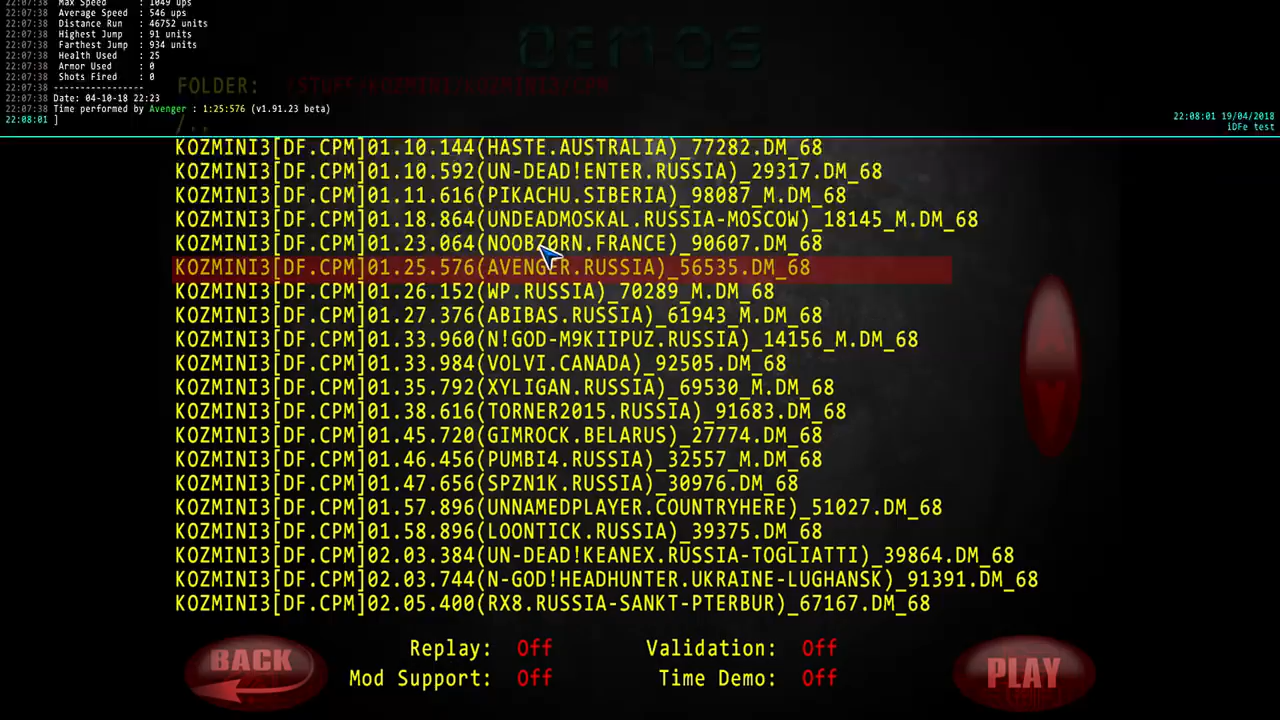 22:07:38 Max Speed : 1049 ups
22:07:38 Average Speed : 546 ups
22:07:38 Distance Run : 46752 units
22:07:38 Highest Jump : 91 units
22:07:38 Farthest Jump : 934 units
22:07:38 Health Used : 25
22:07:38 Armor Used : 0
22:07:38 Shots Fired : 0
22:07:38 -----------------
22:07:38 Date: 04-10-18 22:23
22:07:38 Time performed by Avenger : 1:25:576 (v1.91.23 beta)
22:08:01 ]
22:08:01 19/04/2018
iDFe test
DEMOS
FOLDER: /STUFF/KOZMINI/KOZMINI3/CPM
/..
KOZMINI3[DF.CPM]01.10.144(HASTE.AUSTRALIA)_77282.DM_68
KOZMINI3[DF.CPM]01.10.592(UN-DEAD!ENTER.RUSSIA)_29317.DM_68
KOZMINI3[DF.CPM]01.11.616(PIKACHU.SIBERIA)_98087_M.DM_68
KOZMINI3[DF.CPM]01.18.864(UNDEADMOSKAL.RUSSIA-MOSCOW)_18145_M.DM_68
KOZMINI3[DF.CPM]01.23.064(NOOBZ0RN.FRANCE)_90607.DM_68
KOZMINI3[DF.CPM]01.25.576(AVENGER.RUSSIA)_56535.DM_68
KOZMINI3[DF.CPM]01.26.152(WP.RUSSIA)_70289_M.DM_68
KOZMINI3[DF.CPM]01.27.376(ABIBAS.RUSSIA)_61943_M.DM_68
KOZMINI3[DF.CPM]01.33.960(N!GOD-M9KIIPUZ.RUSSIA)_14156_M.DM_68
KOZMINI3[DF.CPM]01.33.984(VOLVI.CANADA)_92505.DM_68
KOZMINI3[DF.CPM]01.35.792(XYLIGAN.RUSSIA)_69530_M.DM_68
KOZMINI3[DF.CPM]01.38.616(TORNER2015.RUSSIA)_91683.DM_68
KOZMINI3[DF.CPM]01.45.720(GIMROCK.BELARUS)_27774.DM_68
KOZMINI3[DF.CPM]01.46.456(PUMBI4.RUSSIA)_32557_M.DM_68
KOZMINI3[DF.CPM]01.47.656(SPZN1K.RUSSIA)_30976.DM_68
KOZMINI3[DF.CPM]01.57.896(UNNAMEDPLAYER.COUNTRYHERE)_51027.DM_68
KOZMINI3[DF.CPM]01.58.896(LOONTICK.RUSSIA)_39375.DM_68
KOZMINI3[DF.CPM]02.03.384(UN-DEAD!KEANEX.RUSSIA-TOGLIATTI)_39864.DM_68
KOZMINI3[DF.CPM]02.03.744(N-GOD!HEADHUNTER.UKRAINE-LUGHANSK)_91391.DM_68
KOZMINI3[DF.CPM]02.05.400(RX8.RUSSIA-SANKT-PTERBUR)_67167.DM_68
Replay: Off Validation: Off
Mod Support: Off Time Demo: Off
BACK
PLAY